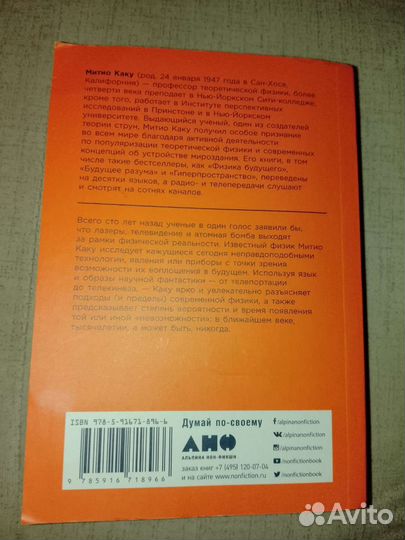 Митио Каку (род. 24 января 1947 года в Сан-Хосе,
Калифорния) — профессор теоретической физики, более
четверти века преподает в Нью-Йоркском Сити-колледже,
кроме того, работает в Институте перспективных
исследований в Принстоне и в Нью-Йоркском
университете. Выдающийся ученый, один из создателей
теории струн, Митио Каку получил особое признание
во всем мире благодаря активной деятельности
по популяризации теоретической физики и современных
концепций об устройстве мироздания. Его книги, в том
числе такие бестселлеры, как «Физика будущего»,
«Будущее разума» и «Гиперпространство», переведены
на десятки языков, а радио- и телепередачи слушают
и смотрят на сотнях каналов.
Всего сто лет назад ученые в один голос заявили бы,
что лазеры, телевидение и атомная бомба выходят
за рамки физической реальности. Известный физик Митио
Каку исследует кажущиеся сегодня неправдоподобными
технологии, явления или приборы с точки зрения
возможности их воплощения в будущем. Используя язык
и образы научной фантастики — от телепортации
до телекинеза, — Каку ярко и увлекательно разъясняет
подходы (и пределы) современной физики, а также
предсказывает степень вероятности и время появления
той или иной «невозможности»: в ближайшем веке,
тысячелетии, а может быть, никогда.
ISBN 978-5-91671-896-6
9 785916 718966
Думай по-своему
АНФ
АЛЬПИНА НОН-ФИКШН
заказ книг +7 (495) 120-07-04
и на сайте www.nonfiction.ru
/alpinanonfiction
/alpinanonfiction
/alpinanonfiction
/nonfictionbook
/nonfictionbook
Avito